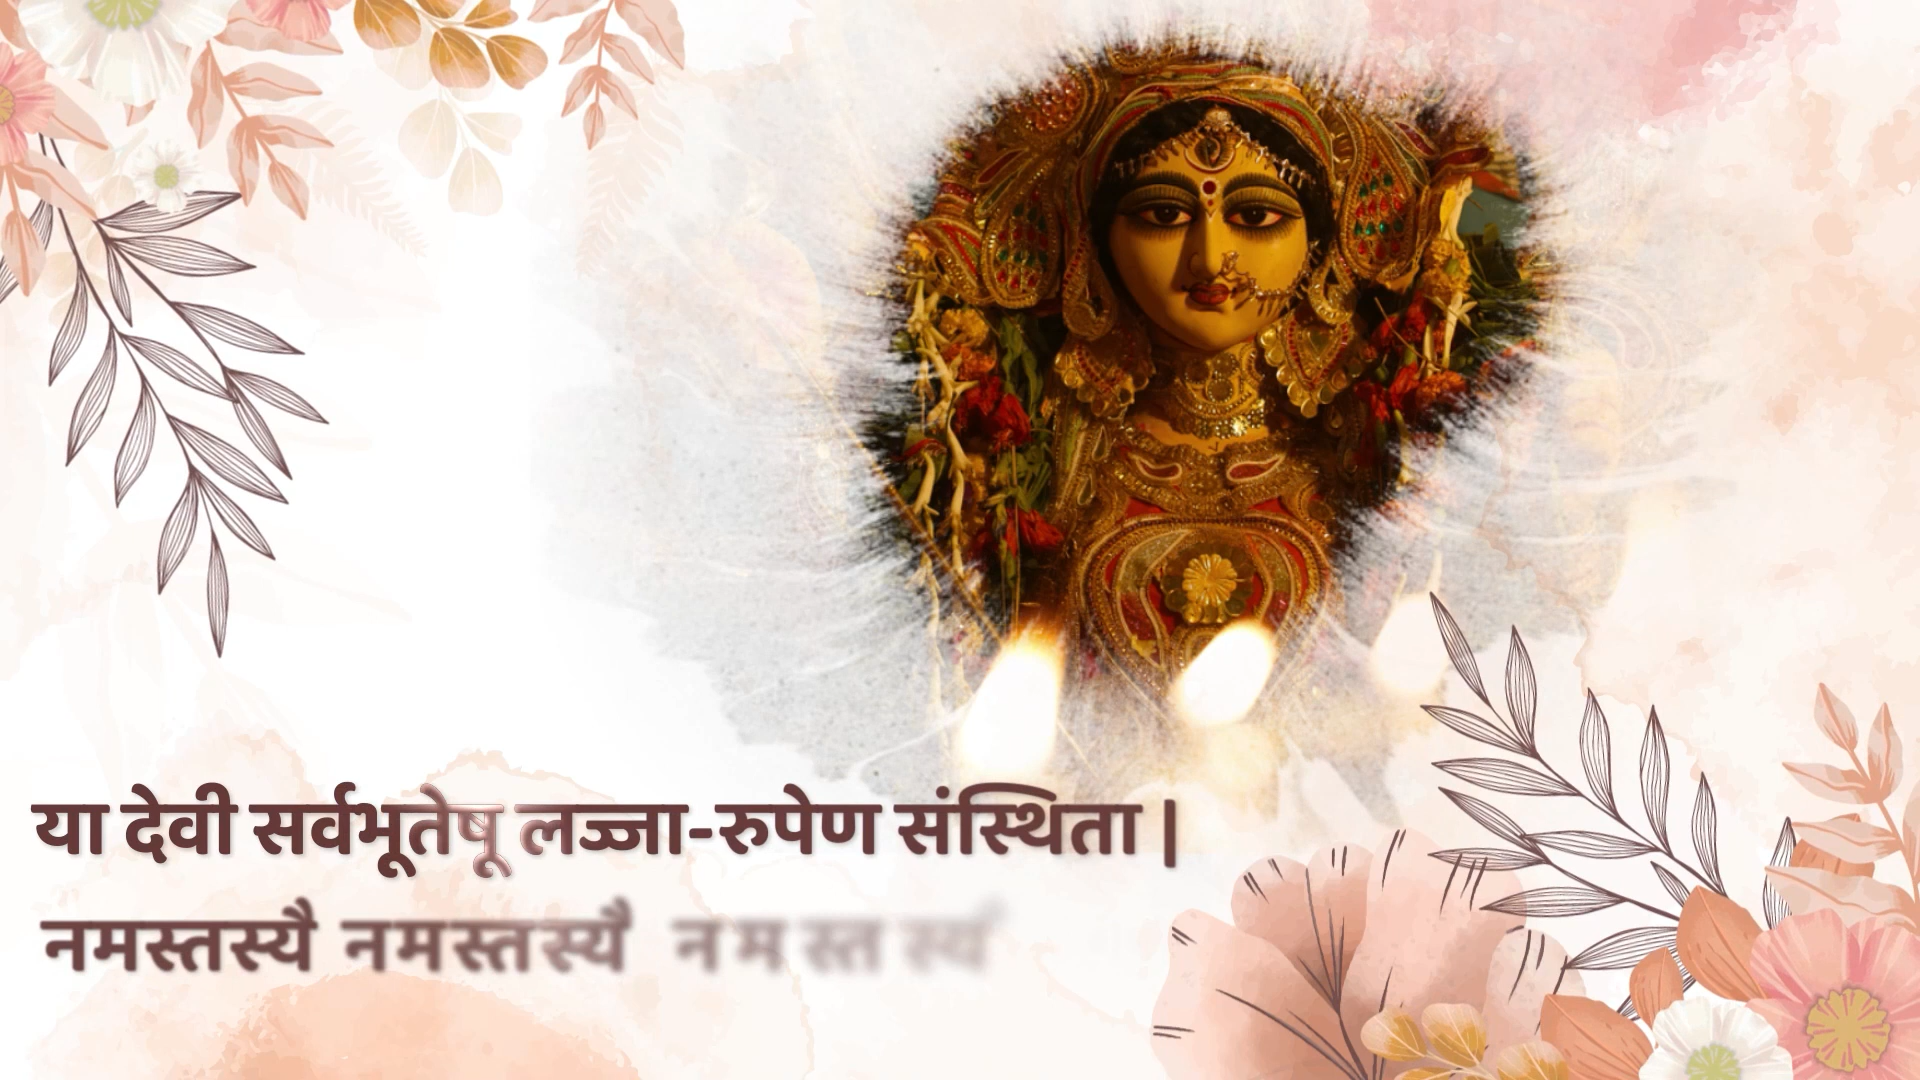 या देवी सर्वभूतेषू लज्जा-रुपेण संस्थिता |
नमस्तस्यै नमस्तस्यै